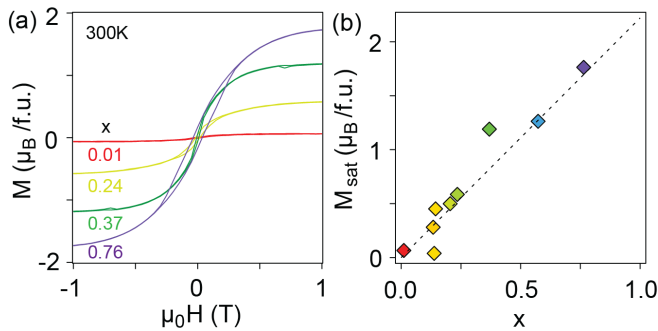 (a)
300K
x
0.01
0.24
0.37
0.76
M (μB /f.u.)
2
0
-2
-1
0
1
μ0H (T)
(b)
Msat (μB /f.u.)
2
1
0
0.0
0.5
1.0
x